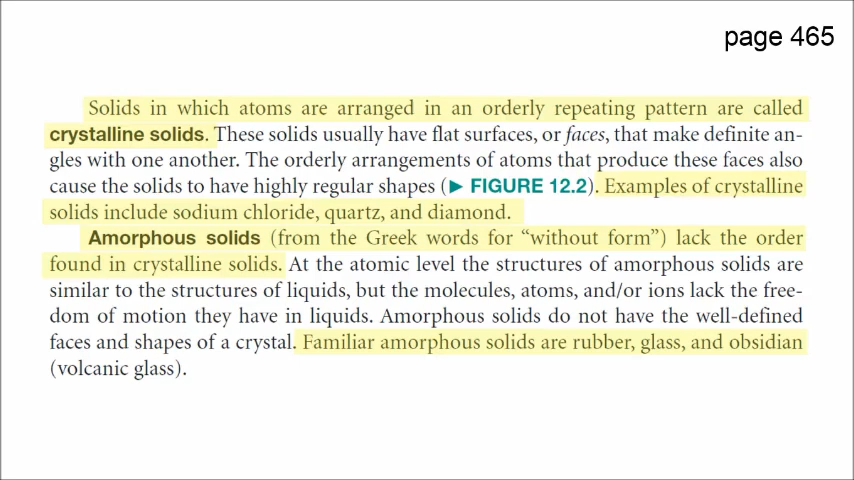 page 465
Solids in which atoms are arranged in an orderly repeating pattern are called
crystalline solids. These solids usually have flat surfaces, or faces, that make definite an-
gles with one another. The orderly arrangements of atoms that produce these faces also
cause the solids to have highly regular shapes (► FIGURE 12.2). Examples of crystalline
solids include sodium chloride, quartz, and diamond.
Amorphous solids (from the Greek words for “without form”) lack the order
found in crystalline solids. At the atomic level the structures of amorphous solids are
similar to the structures of liquids, but the molecules, atoms, and/or ions lack the free-
dom of motion they have in liquids. Amorphous solids do not have the well-defined
faces and shapes of a crystal. Familiar amorphous solids are rubber, glass, and obsidian
(volcanic glass).